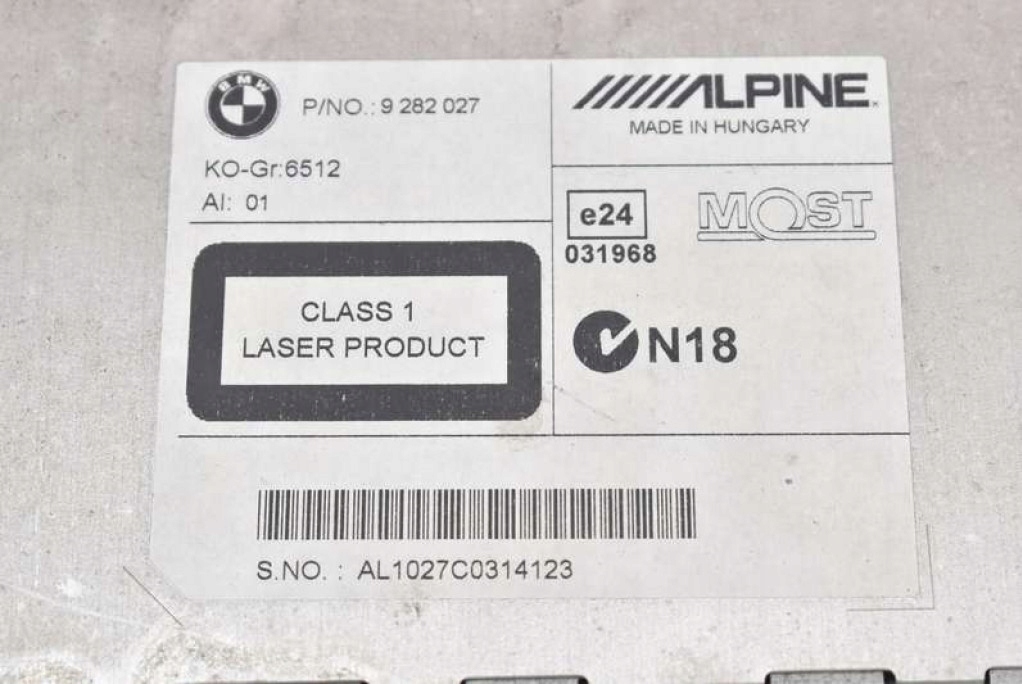 BMW
P/NO.: 9 282 027
KO-Gr:6512
AI: 01
ALPINE
MADE IN HUNGARY
e24
031968
MOST
N18
CLASS 1
LASER PRODUCT
S.NO. : AL1027C0314123